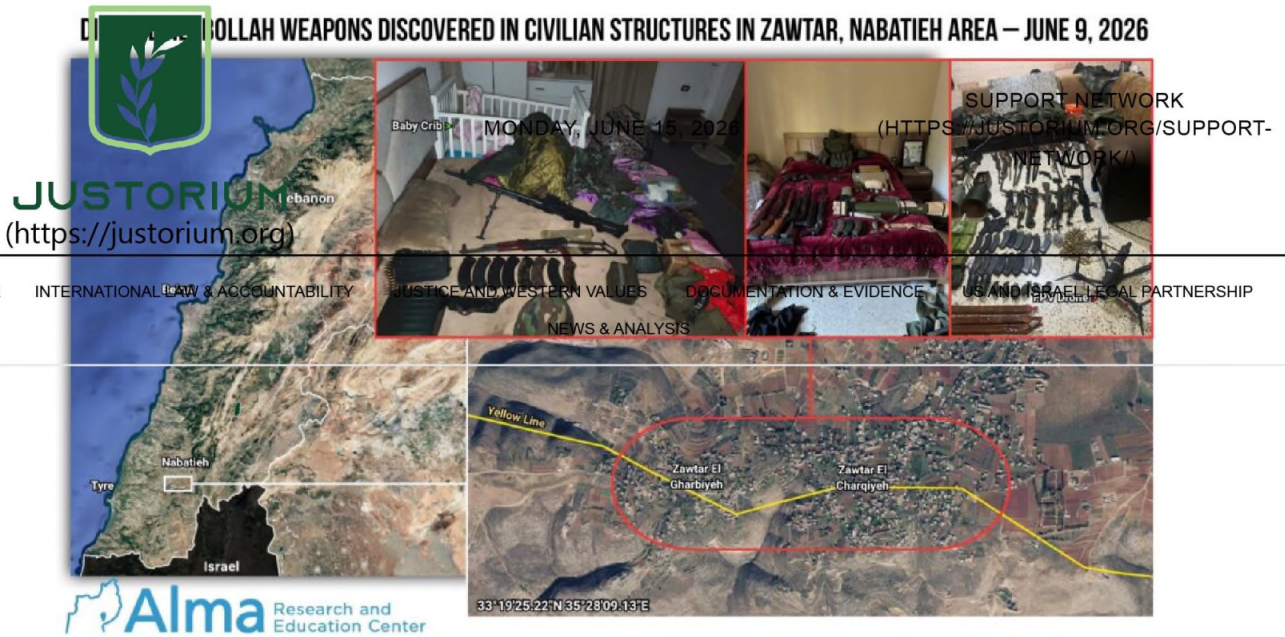 BOLLAH WEAPONS DISCOVERED IN CIVILIAN STRUCTURES IN ZAWTAR, NABATIEH AREA – JUNE 9, 2026
JUSTORIUM
(https://justorium.org)
MONDAY, JUNE 15, 2026
SUPPORT NETWORK
(HTTPS://JUSTORIUM.ORG/SUPPORT-
NETWORK/)
INTERNATIONAL LAW & ACCOUNTABILITY
JUSTICE AND WESTERN VALUES
DOCUMENTATION & EVIDENCE
US AND ISRAEL LEGAL PARTNERSHIP
NEWS & ANALYSIS
Baby Crib
FPV Drone
Lebanon
Nabatieh
Tyre
Israel
Yellow Line
Zawtar El
Gharbiyeh
Zawtar El
Charqiyeh
33°19'25.22"N 35°28'09.13"E
Alma Research and
Education Center